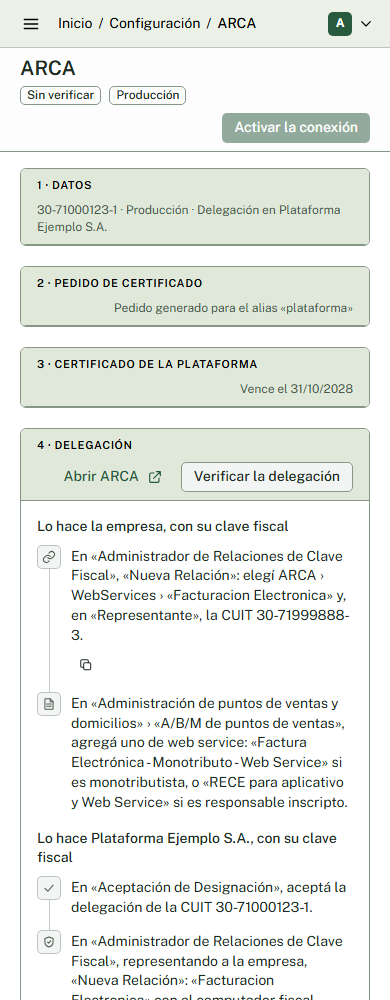 Inicio / Configuración / ARCA
A
ARCA
Sin verificar
Producción
Activar la conexión
1 · DATOS
30-71000123-1 · Producción · Delegación en Plataforma
Ejemplo S.A.
2 · PEDIDO DE CERTIFICADO
Pedido generado para el alias «plataforma»
3 · CERTIFICADO DE LA PLATAFORMA
Vence el 31/10/2028
4 · DELEGACIÓN
Abrir ARCA
Verificar la delegación
Lo hace la empresa, con su clave fiscal
En «Administrador de Relaciones de Clave
Fiscal», «Nueva Relación»: elegí ARCA ›
WebServices › «Facturacion Electronica» y,
en «Representante», la CUIT 30-71999888-
3.
En «Administración de puntos de ventas y
domicilios» › «A/B/M de puntos de ventas»,
agregá uno de web service: «Factura
Electrónica - Monotributo - Web Service» si
es monotributista, o «RECE para aplicativo
y Web Service» si es responsable inscripto.
Lo hace Plataforma Ejemplo S.A., con su clave
fiscal
En «Aceptación de Designación», aceptá la
delegación de la CUIT 30-71000123-1.
En «Administrador de Relaciones de Clave
Fiscal», representando a la empresa,
«Nueva Relación»: «Facturacion
Electronica» con el computador fiscal